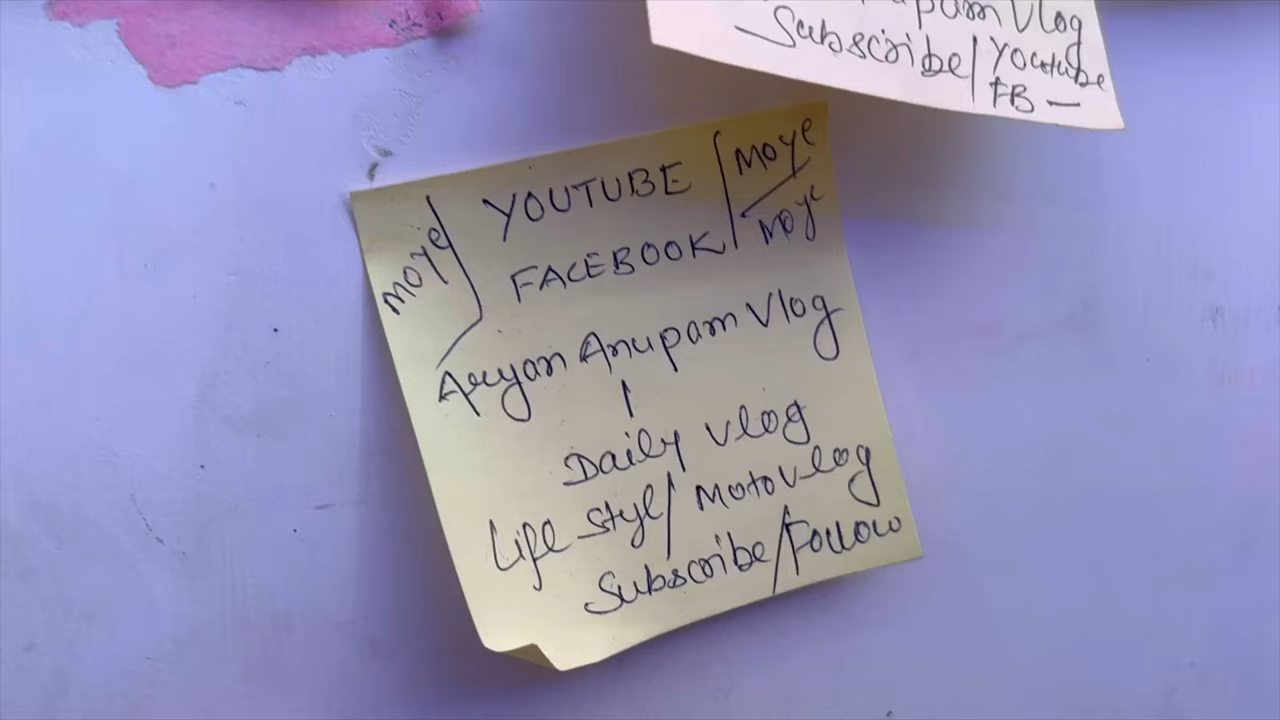 upam Vlog
Subscribe/Youtube
FB —
YOUTUBE / Moye
FACEBOOK / Moye
Moye
Aryan Anupam Vlog
Daily Vlog
Life Styl/ Motovlog
Subscribe/Follow